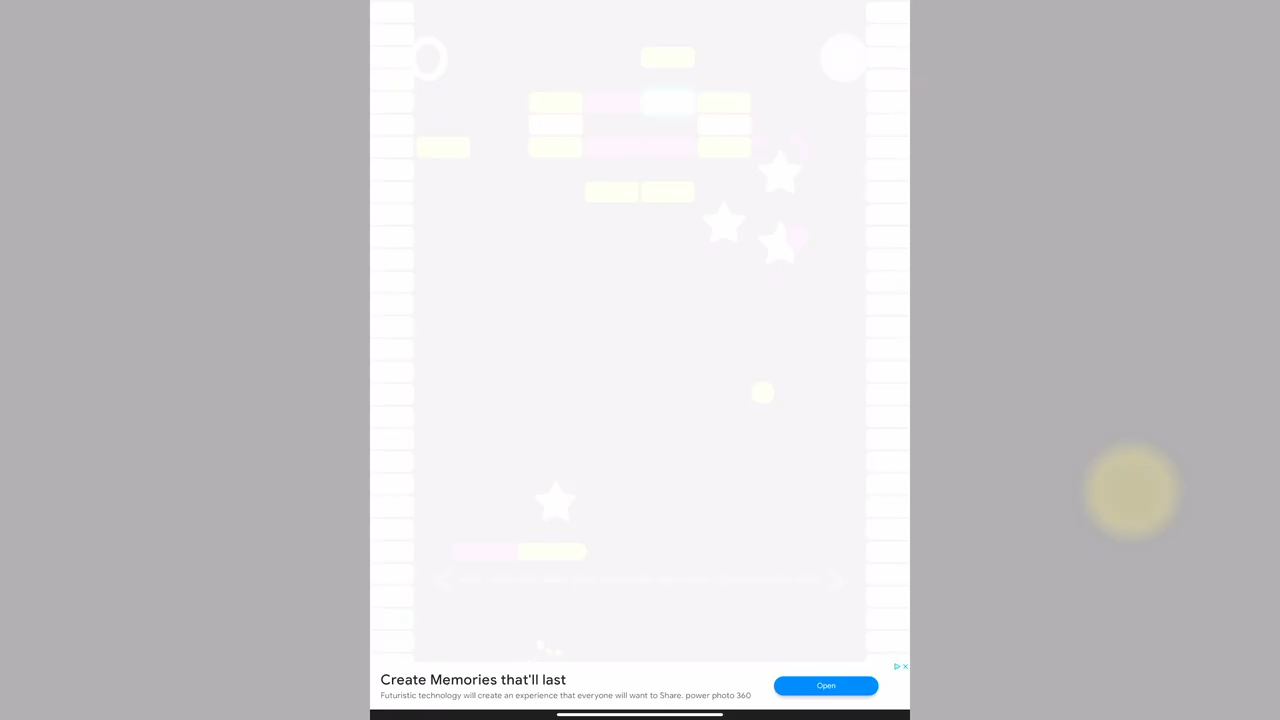 0
Create Memories that'll last
Futuristic technology will create an experience that everyone will want to Share. power photo 360
Open